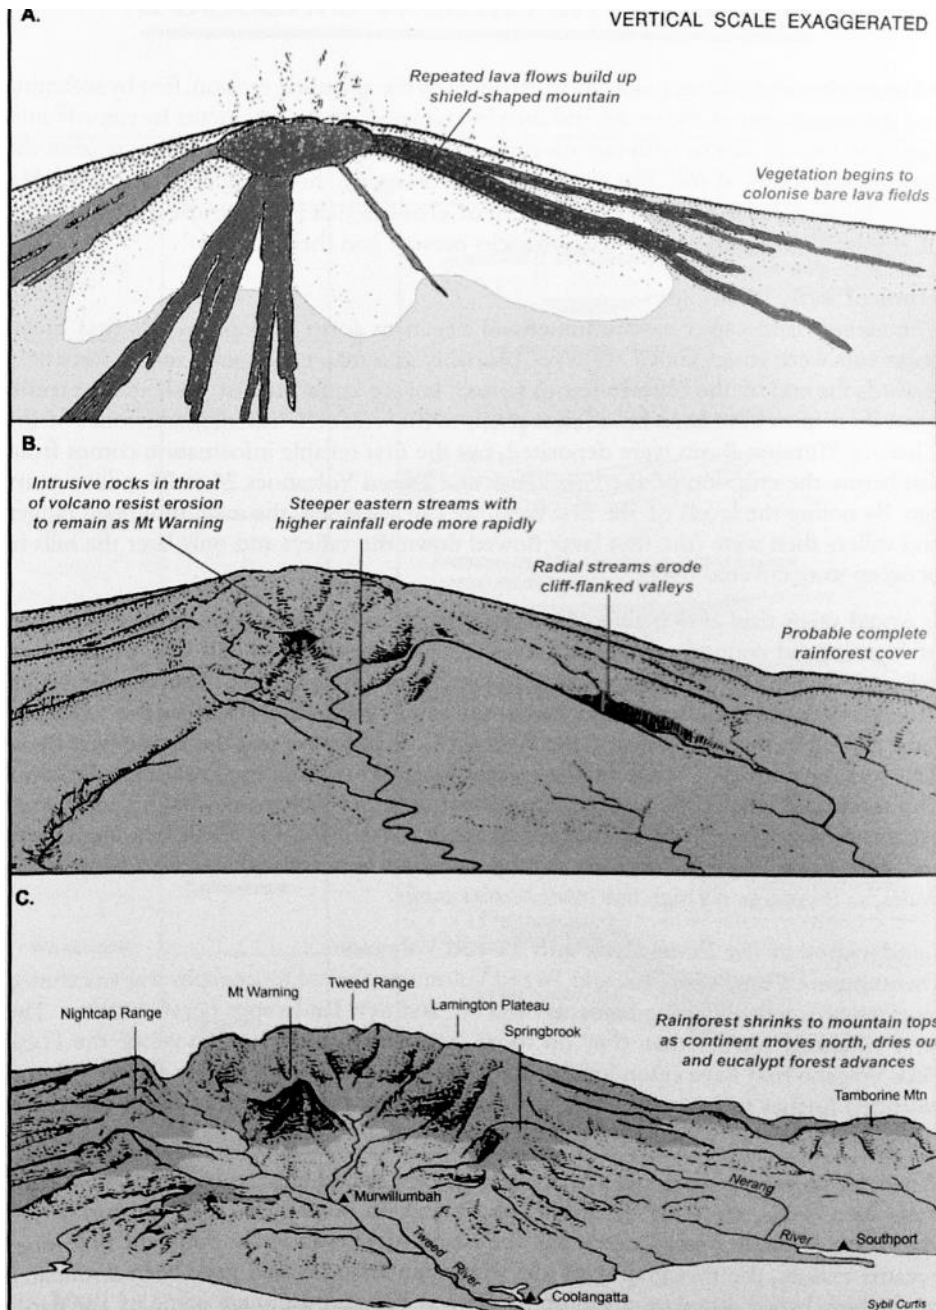 A.
VERTICAL SCALE EXAGGERATED
Repeated lava flows build up
shield-shaped mountain
Vegetation begins to
colonise bare lava fields
B.
Intrusive rocks in throat
of volcano resist erosion
to remain as Mt Warning
Steeper eastern streams with
higher rainfall erode more rapidly
Radial streams erode
cliff-flanked valleys
Probable complete
rainforest cover
C.
Nightcap Range
Mt Warning
Tweed Range
Lamington Plateau
Springbrook
Rainforest shrinks to mountain tops
as continent moves north, dries ou
and eucalypt forest advances
Tamborine Mtn
Murwillumbah
Nerang
River
Southport
Tweed
River
Coolangatta
Sybil Curtis